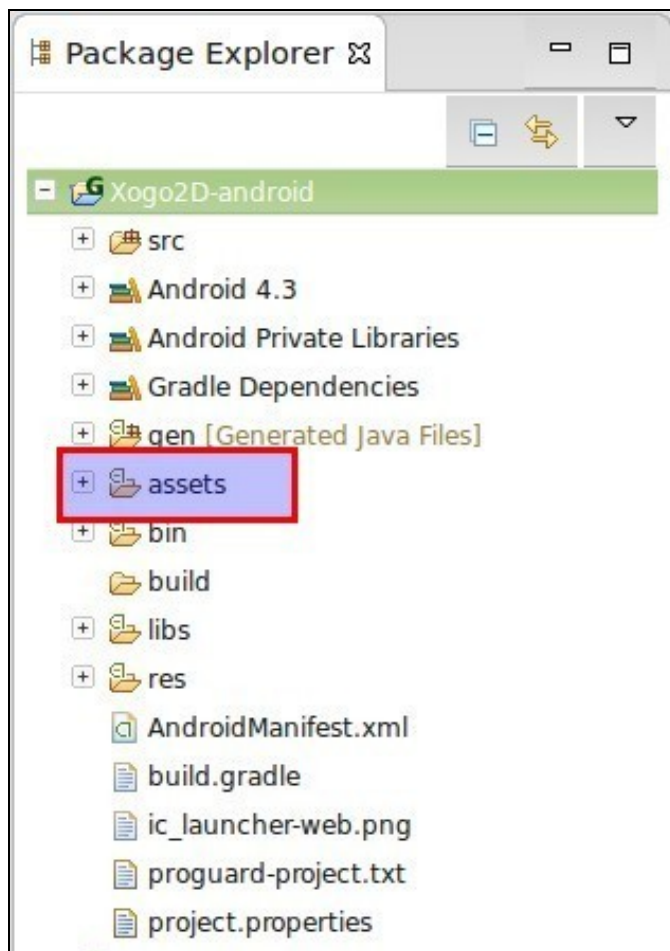 Package Explorer
Xogo2D-android
src
Android 4.3
Android Private Libraries
Gradle Dependencies
gen [Generated Java Files]
assets
bin
build
libs
res
AndroidManifest.xml
build.gradle
ic_launcher-web.png
proguard-project.txt
project.properties